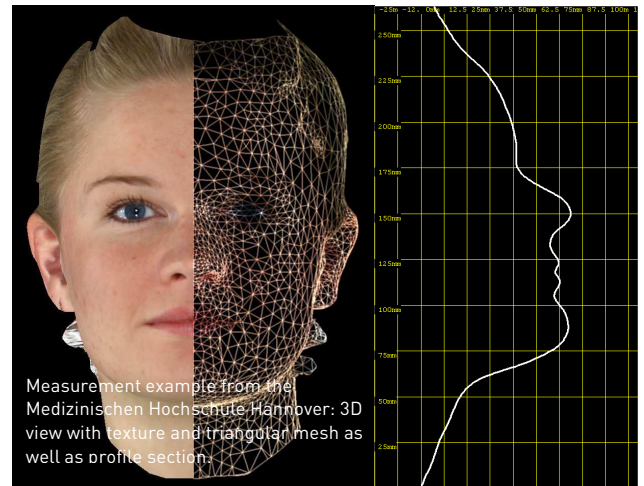 -25m -12. 0mm 12.5 25mm 37.5 50mm 62.5 75mm 87.5 100m 1
250mm
225mm
200mm
175mm
150mm
125mm
100mm
75mm
50mm
25mm
Measurement example from the
Medizinischen Hochschule Hannover: 3D
view with texture and triangular mesh as
well as profile section.